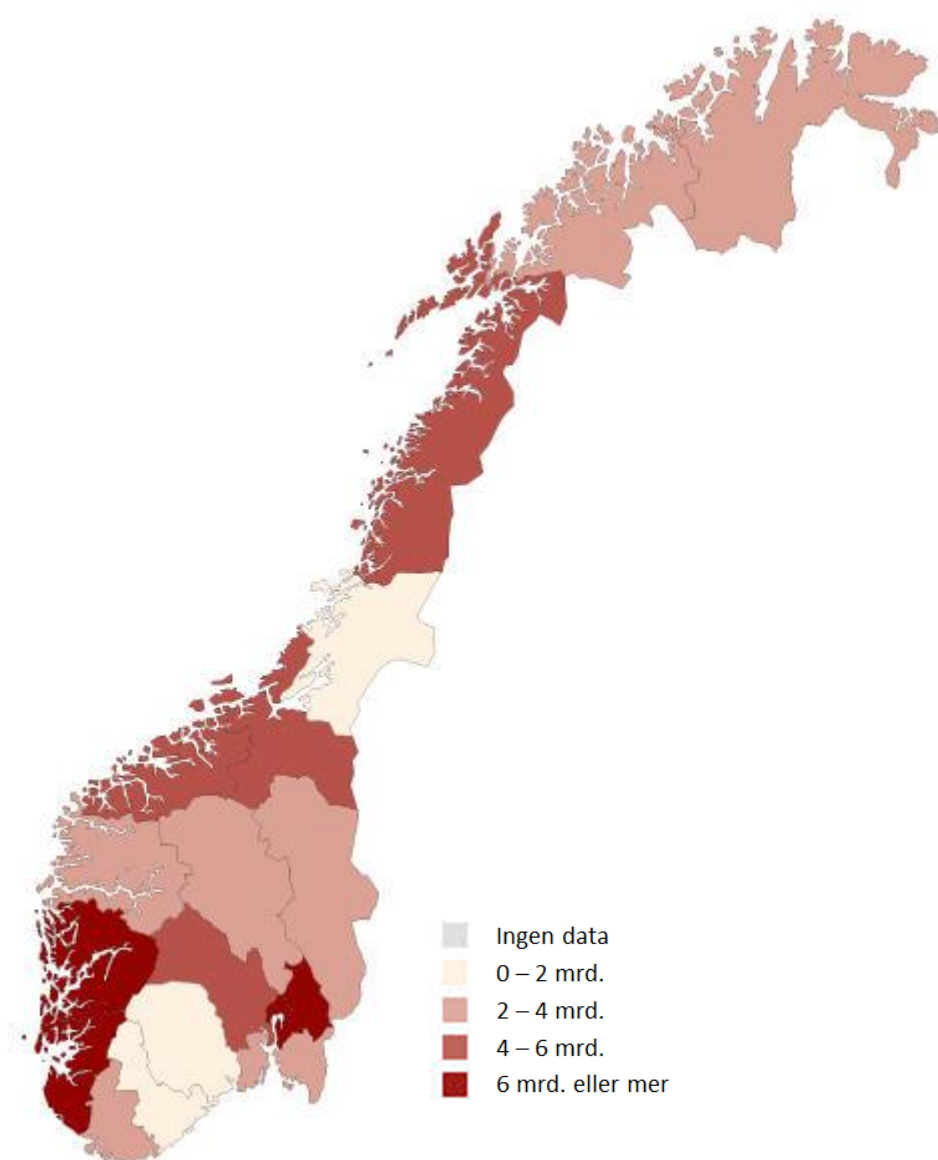 Ingen data
0 – 2 mrd.
2 – 4 mrd.
4 – 6 mrd.
6 mrd. eller mer